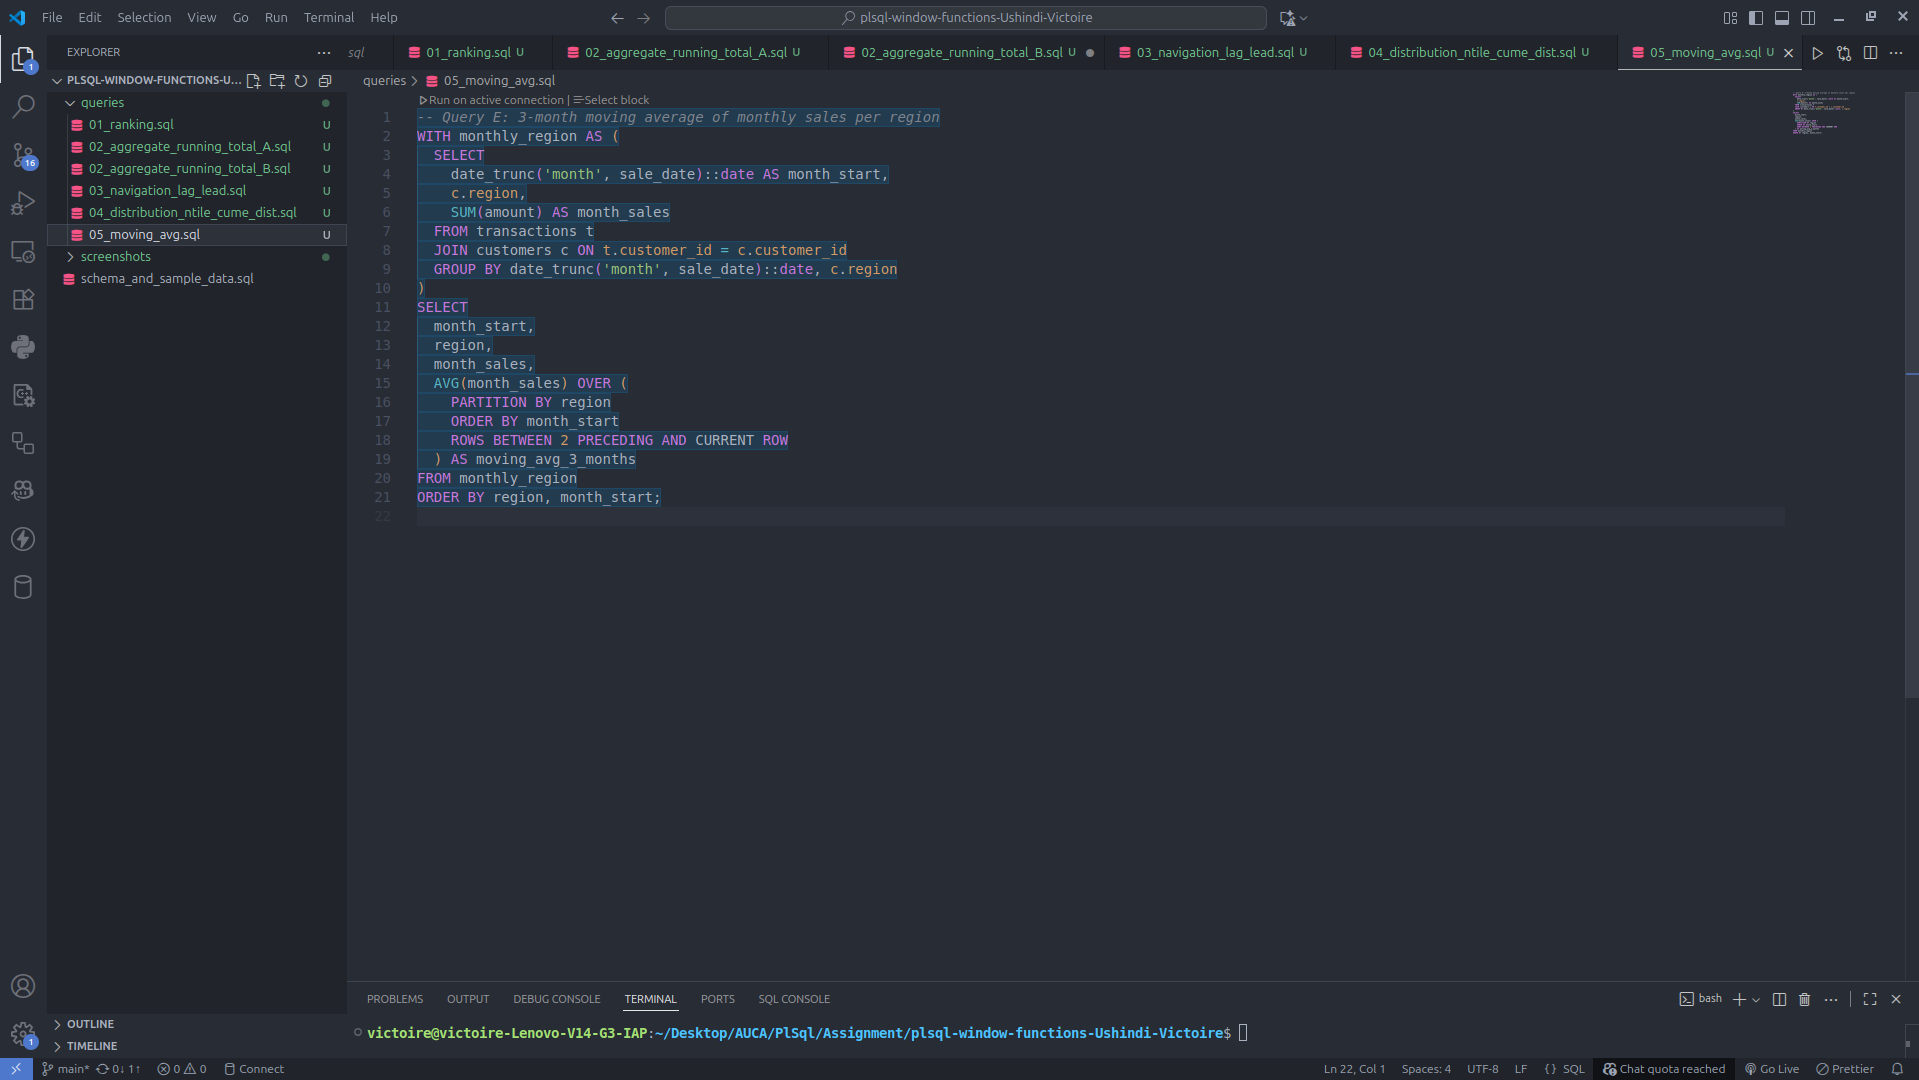 File Edit Selection View Go Run Terminal Help
plsql-window-functions-Ushindi-Victoire
EXPLORER
sql
01_ranking.sql U
02_aggregate_running_total_A.sql U
02_aggregate_running_total_B.sql U
03_navigation_lag_lead.sql U
04_distribution_ntile_cume_dist.sql U
05_moving_avg.sql U
PLSQL-WINDOW-FUNCTIONS-U...
queries
01_ranking.sql U
02_aggregate_running_total_A.sql U
02_aggregate_running_total_B.sql U
03_navigation_lag_lead.sql U
04_distribution_ntile_cume_dist.sql U
05_moving_avg.sql U
screenshots
schema_and_sample_data.sql
1
16
queries > 05_moving_avg.sql
Run on active connection | Select block
1 -- Query E: 3-month moving average of monthly sales per region
2 WITH monthly_region AS (
3 SELECT
4 date_trunc('month', sale_date)::date AS month_start,
5 c.region,
6 SUM(amount) AS month_sales
7 FROM transactions t
8 JOIN customers c ON t.customer_id = c.customer_id
9 GROUP BY date_trunc('month', sale_date)::date, c.region
10 )
11 SELECT
12 month_start,
13 region,
14 month_sales,
15 AVG(month_sales) OVER (
16 PARTITION BY region
17 ORDER BY month_start
18 ROWS BETWEEN 2 PRECEDING AND CURRENT ROW
19 ) AS moving_avg_3_months
20 FROM monthly_region
21 ORDER BY region, month_start;
22
PROBLEMS OUTPUT DEBUG CONSOLE TERMINAL PORTS SQL CONSOLE
bash
victoire@victoire-Lenovo-V14-G3-IAP:~/Desktop/AUCA/PlSql/Assignment/plsql-window-functions-Ushindi-Victoire$
OUTLINE
TIMELINE
1
main* 0↓ 1↑ 0 0 Connect
Ln 22, Col 1 Spaces: 4 UTF-8 LF {} SQL Chat quota reached Go Live Prettier